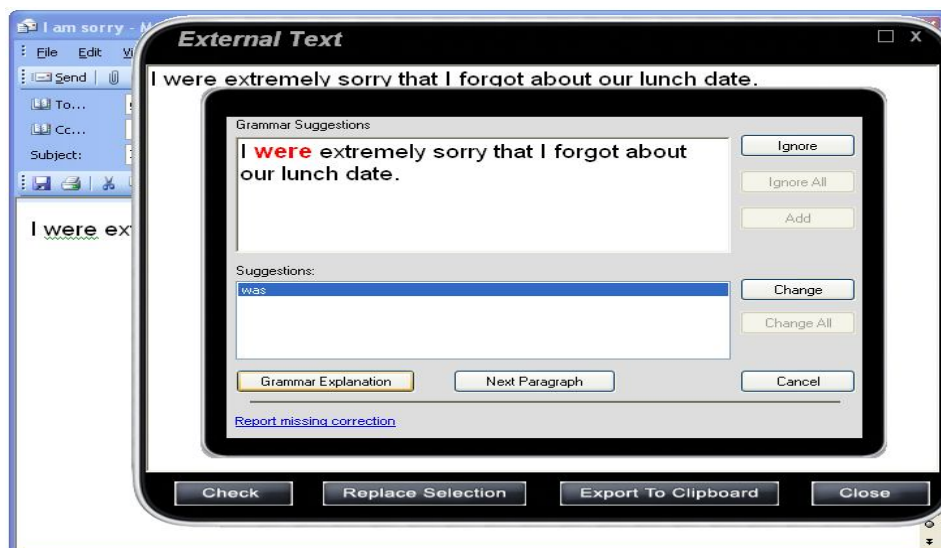 I am sorry - M
External Text
File Edit Vi
Send
I were extremely sorry that I forgot about our lunch date.
To...
Cc...
Subject:
Grammar Suggestions
I were extremely sorry that I forgot about
our lunch date.
Ignore
Ignore All
Add
I were ex
Suggestions:
was
Change
Change All
Grammar Explanation Next Paragraph Cancel
Report missing correction
Check Replace Selection Export To Clipboard Close